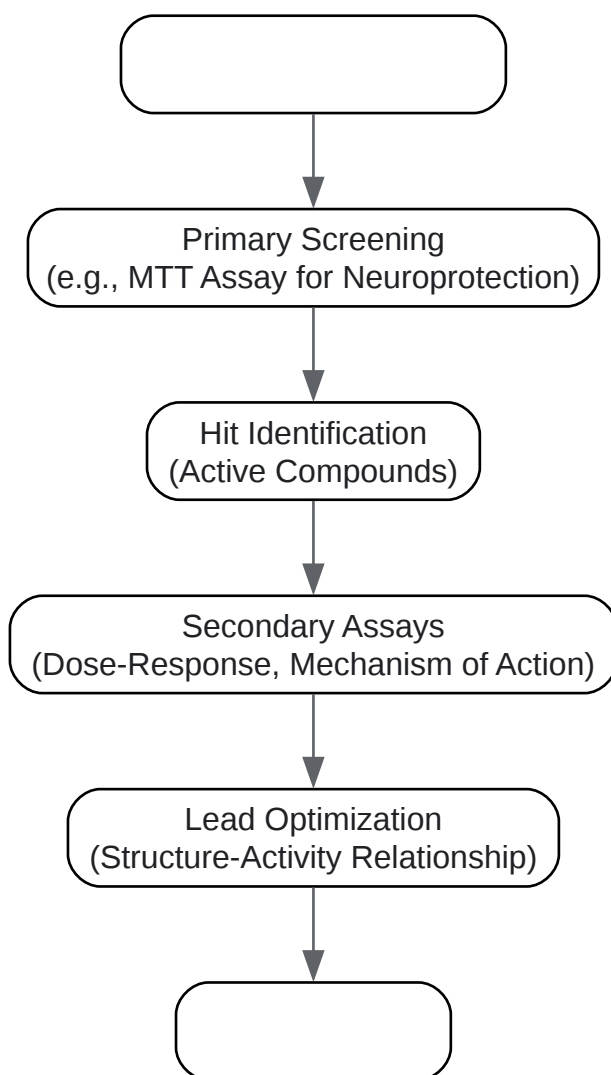 Primary Screening
(e.g., MTT Assay for Neuroprotection)
Hit Identification
(Active Compounds)
Secondary Assays
(Dose-Response, Mechanism of Action)
Lead Optimization
(Structure-Activity Relationship)